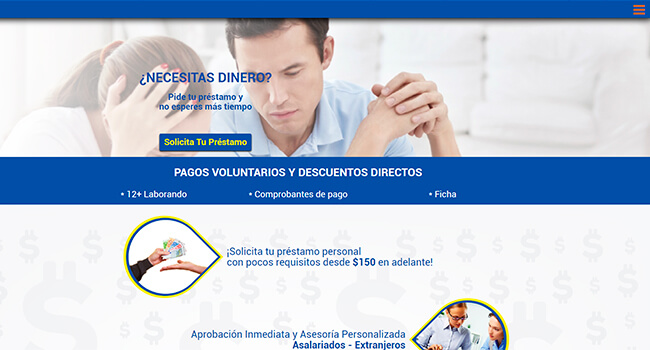 ¿NECESITAS DINERO?
Pide tu préstamo y
no esperes más tiempo
Solicita Tu Préstamo
PAGOS VOLUNTARIOS Y DESCUENTOS DIRECTOS
• 12+ Laborando
• Comprobantes de pago
• Ficha
¡Solicita tu préstamo personal
con pocos requisitos desde $150 en adelante!
Aprobación Inmediata y Asesoría Personalizada
Asalariados - Extranjeros